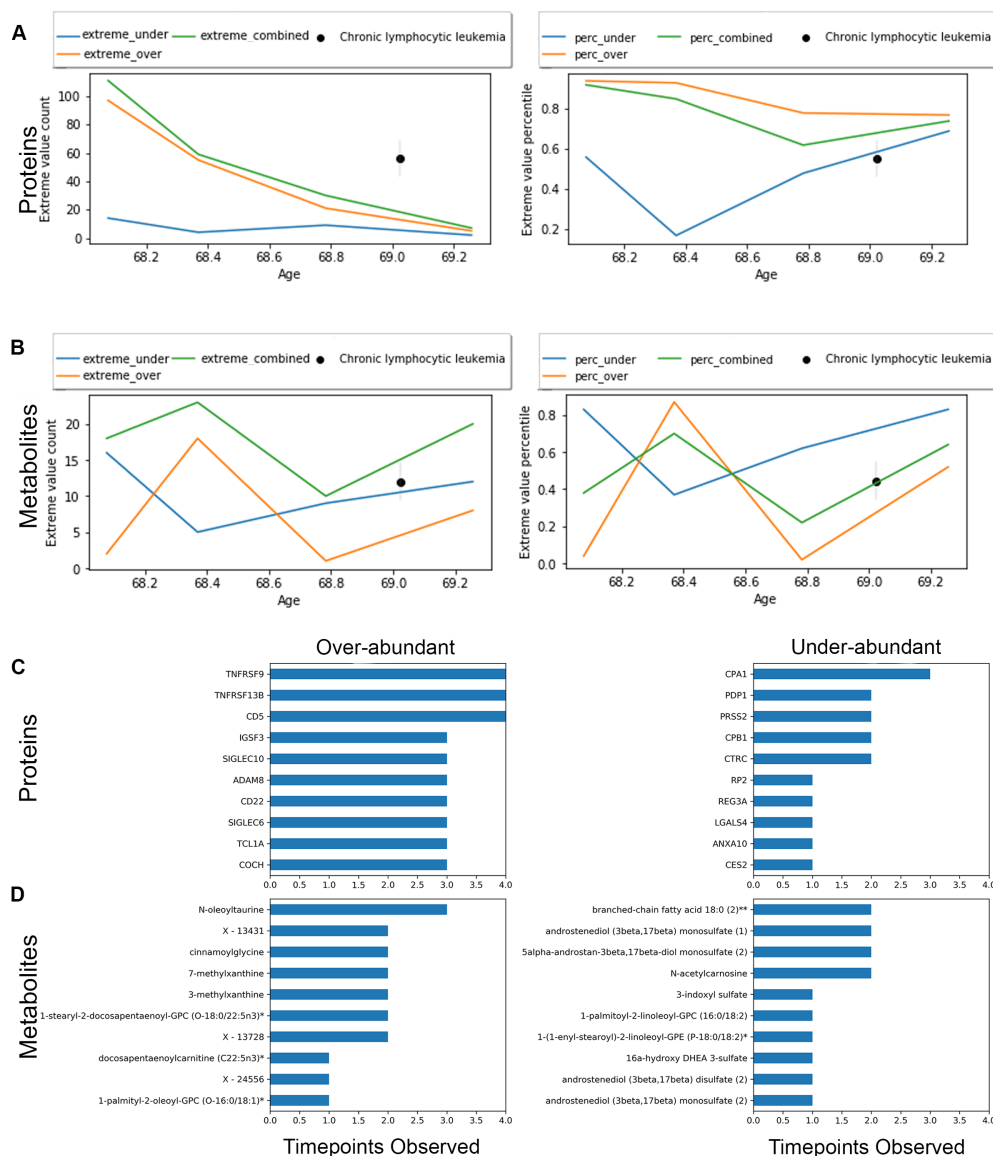 A
extreme_under extreme_combined Chronic lymphocytic leukemia
extreme_over
perc_under perc_combined Chronic lymphocytic leukemia
perc_over
Proteins
Extreme value count
100
80
60
40
20
0
68.2 68.4 68.6 68.8 69.0 69.2
Age
Extreme value percentile
0.8
0.6
0.4
0.2
68.2 68.4 68.6 68.8 69.0 69.2
Age
B
extreme_under extreme_combined Chronic lymphocytic leukemia
extreme_over
perc_under perc_combined Chronic lymphocytic leukemia
perc_over
Metabolites
Extreme value count
20
15
10
5
0
68.2 68.4 68.6 68.8 69.0 69.2
Age
Extreme value percentile
0.8
0.6
0.4
0.2
0.0
68.2 68.4 68.6 68.8 69.0 69.2
Age
C
Over-abundant
Under-abundant
Proteins
TNFRSF9
TNFRSF13B
CD5
IGSF3
SIGLEC10
ADAM8
CD22
SIGLEC6
TCL1A
COCH
0.0 0.5 1.0 1.5 2.0 2.5 3.0 3.5 4.0
CPA1
PDP1
PRSS2
CPB1
CTRC
RP2
REG3A
LGALS4
ANXA10
CES2
0.0 0.5 1.0 1.5 2.0 2.5 3.0 3.5 4.0
D
Metabolites
N-oleoyltaurine
X - 13431
cinnamoylglycine
7-methylxanthine
3-methylxanthine
1-stearyl-2-docosapentaenoyl-GPC (O-18:0/22:5n3)*
X - 13728
docosapentaenoylcarnitine (C22:5n3)*
X - 24556
1-palmityl-2-oleoyl-GPC (O-16:0/18:1)*
0.0 0.5 1.0 1.5 2.0 2.5 3.0 3.5 4.0
Timepoints Observed
branched-chain fatty acid 18:0 (2)**
androstenediol (3beta,17beta) monosulfate (1)
5alpha-androstan-3beta,17beta-diol monosulfate (2)
N-acetylcarnosine
3-indoxyl sulfate
1-palmitoyl-2-linoleoyl-GPC (16:0/18:2)
1-(1-enyl-stearoyl)-2-linoleoyl-GPE (P-18:0/18:2)*
16a-hydroxy DHEA 3-sulfate
androstenediol (3beta,17beta) disulfate (2)
androstenediol (3beta,17beta) monosulfate (2)
0.0 0.5 1.0 1.5 2.0 2.5 3.0 3.5 4.0
Timepoints Observed